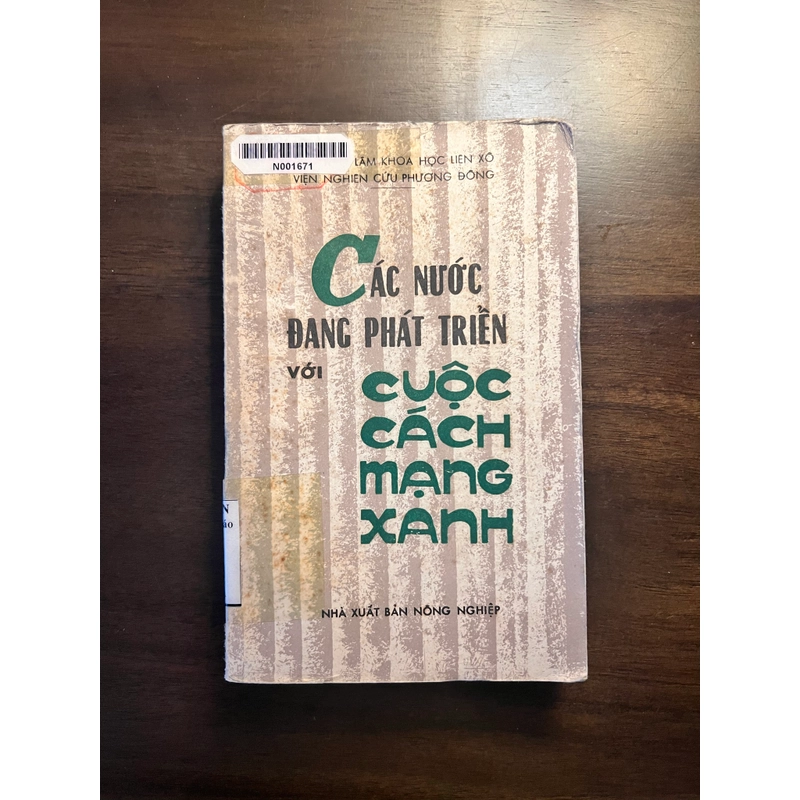 N001671
LÂM KHOA HỌC LIÊN XÔ
VIỆN NGHIÊN CỨU PHƯƠNG ĐÔNG
CÁC NƯỚC
ĐANG PHÁT TRIỂN
VỚI
CUỘC
CÁCH
MẠNG
XANH
NHÀ XUẤT BẢN NÔNG NGHIỆP